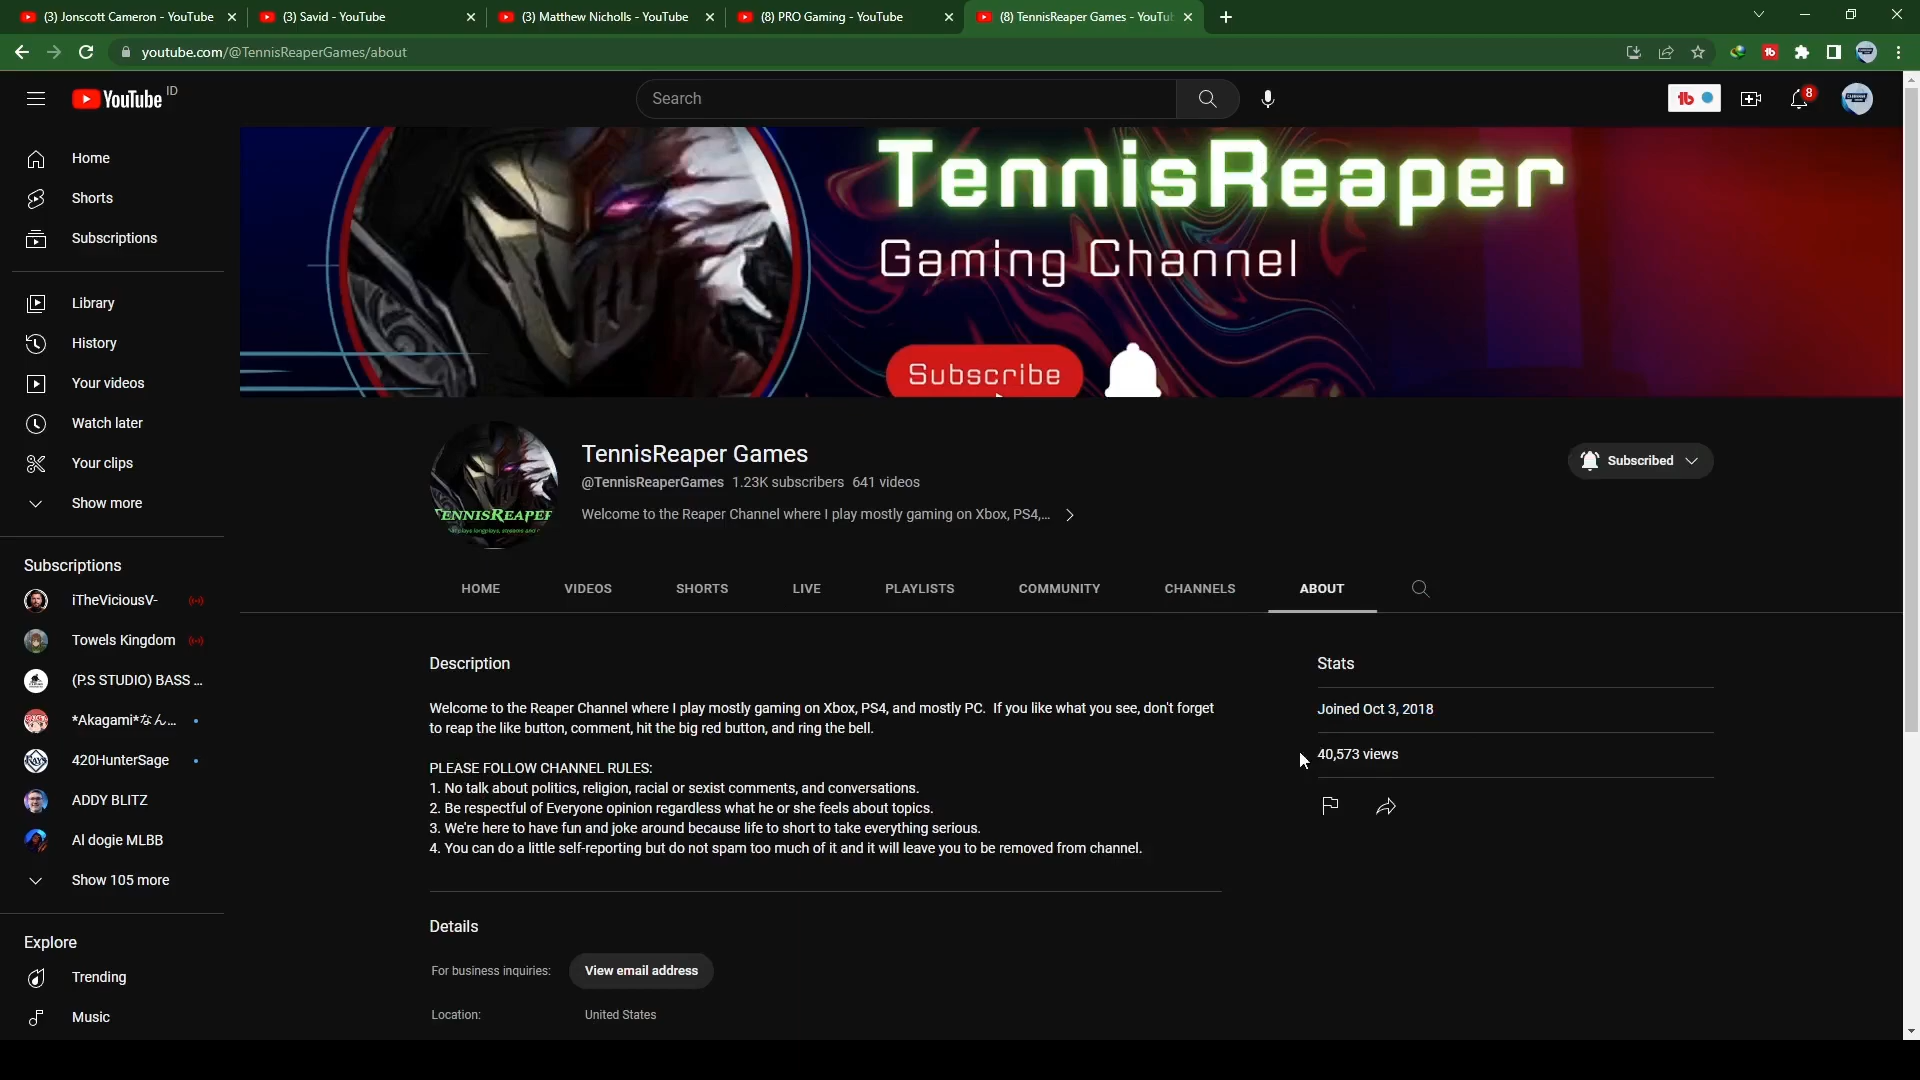 (3) Jonscott Cameron - YouTube
(3) Savid - YouTube
(3) Matthew Nicholls - YouTube
(8) PRO Gaming - YouTube
(8) TennisReaper Games - YouTu
youtube.com/@TennisReaperGames/about
YouTube ID
Search
tb
8
Home
Shorts
Subscriptions
Library
History
Your videos
Watch later
Your clips
Show more
Subscriptions
iTheViciousV-
Towels Kingdom
(P.S STUDIO) BASS ...
*Akagami*なん...
420HunterSage
ADDY BLITZ
Al dogie MLBB
Show 105 more
Explore
Trending
Music
TennisReaper
Gaming Channel
Subscribe
TENNISREAPER
TennisReaper Games
@TennisReaperGames 1.23K subscribers 641 videos
Welcome to the Reaper Channel where I play mostly gaming on Xbox, PS4,...
Subscribed
HOME VIDEOS SHORTS LIVE PLAYLISTS COMMUNITY CHANNELS ABOUT
Description
Welcome to the Reaper Channel where I play mostly gaming on Xbox, PS4, and mostly PC. If you like what you see, don't forget
to reap the like button, comment, hit the big red button, and ring the bell.
PLEASE FOLLOW CHANNEL RULES:
1. No talk about politics, religion, racial or sexist comments, and conversations.
2. Be respectful of Everyone opinion regardless what he or she feels about topics.
3. We're here to have fun and joke around because life to short to take everything serious.
4. You can do a little self-reporting but do not spam too much of it and it will leave you to be removed from channel.
Details
For business inquiries: View email address
Location: United States
Stats
Joined Oct 3, 2018
40,573 views